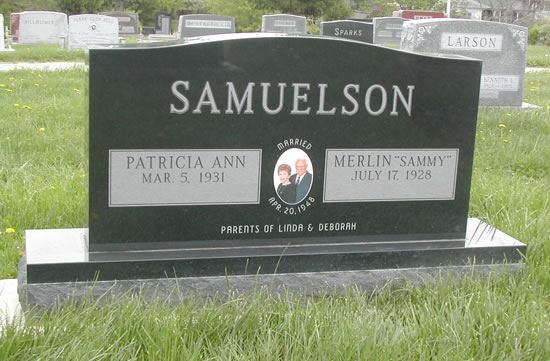 SPARKS
LARSON
SAMUELSON
PATRICIA ANN
MAR. 5, 1931
MARRIED
APR. 20, 1948
MERLIN "SAMMY"
JULY 17, 1928
PARENTS OF LINDA & DEBORAH